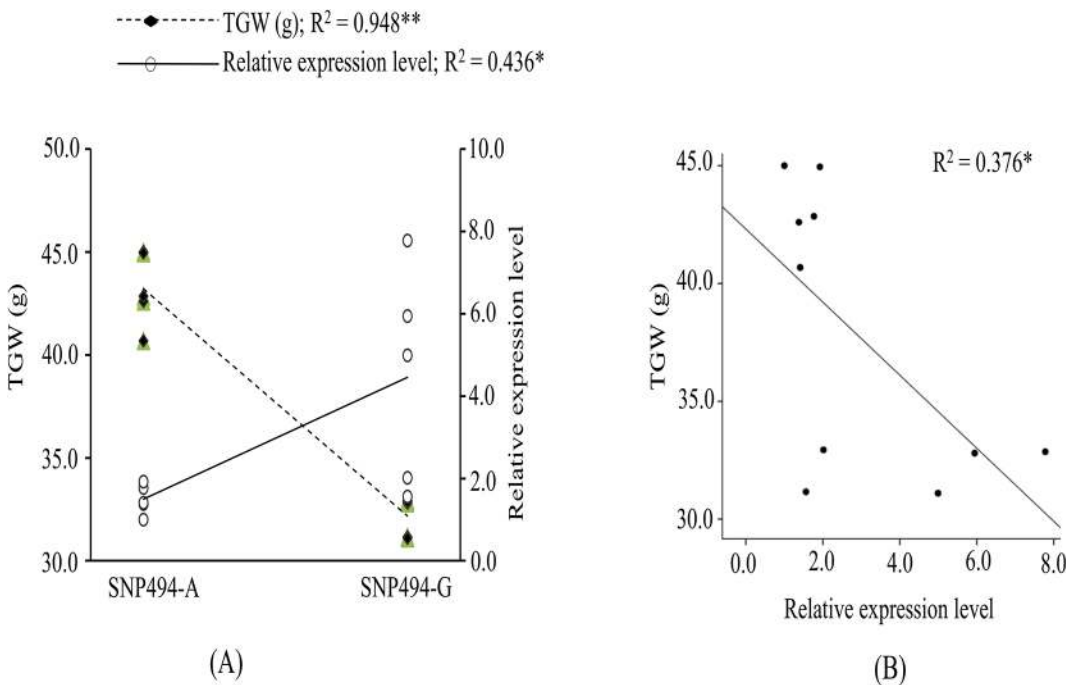 TGW (g); R² = 0.948**
Relative expression level; R² = 0.436*
50.0
45.0
40.0
35.0
30.0
TGW (g)
10.0
8.0
6.0
4.0
2.0
0.0
Relative expression level
SNP494-A SNP494-G
(A)
R² = 0.376*
45.0
40.0
35.0
30.0
TGW (g)
0.0 2.0 4.0 6.0 8.0
Relative expression level
(B)